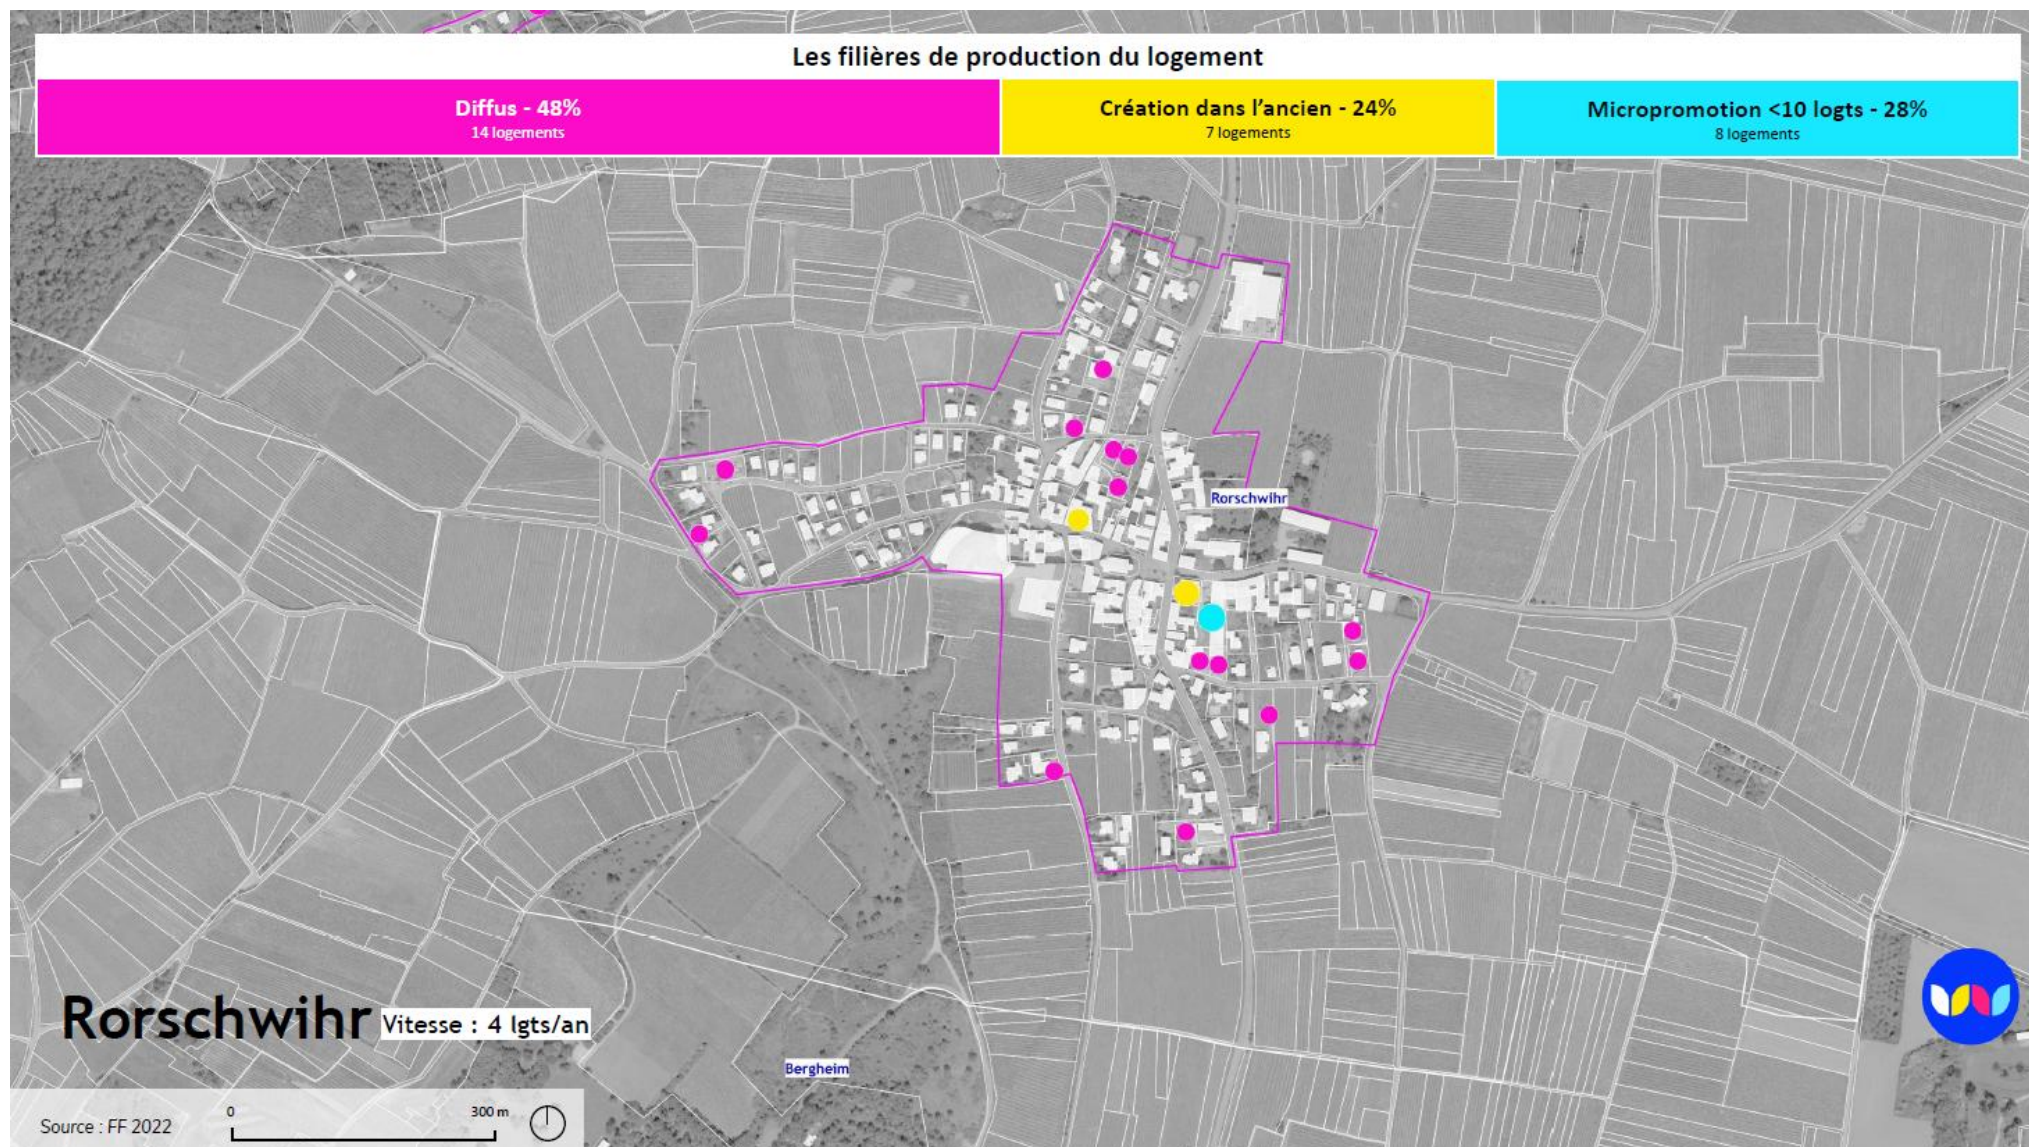 Les filières de production du logement
Diffus - 48%
14 logements
Création dans l'ancien - 24%
7 logements
Micropromotion <10 logts - 28%
8 logements
Rorschwihr
Rorschwihr
Vitesse : 4 lgts/an
Bergheim
Source : FF 2022
0
300 m